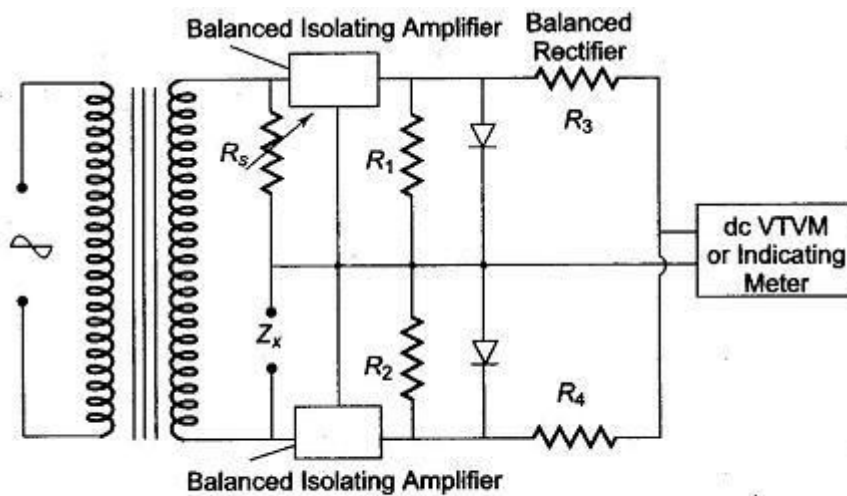 Balanced Isolating Amplifier
Balanced
Rectifier
Rs
R1
R3
dc VTVM
or Indicating
Meter
Zx
R2
R4
Balanced Isolating Amplifier